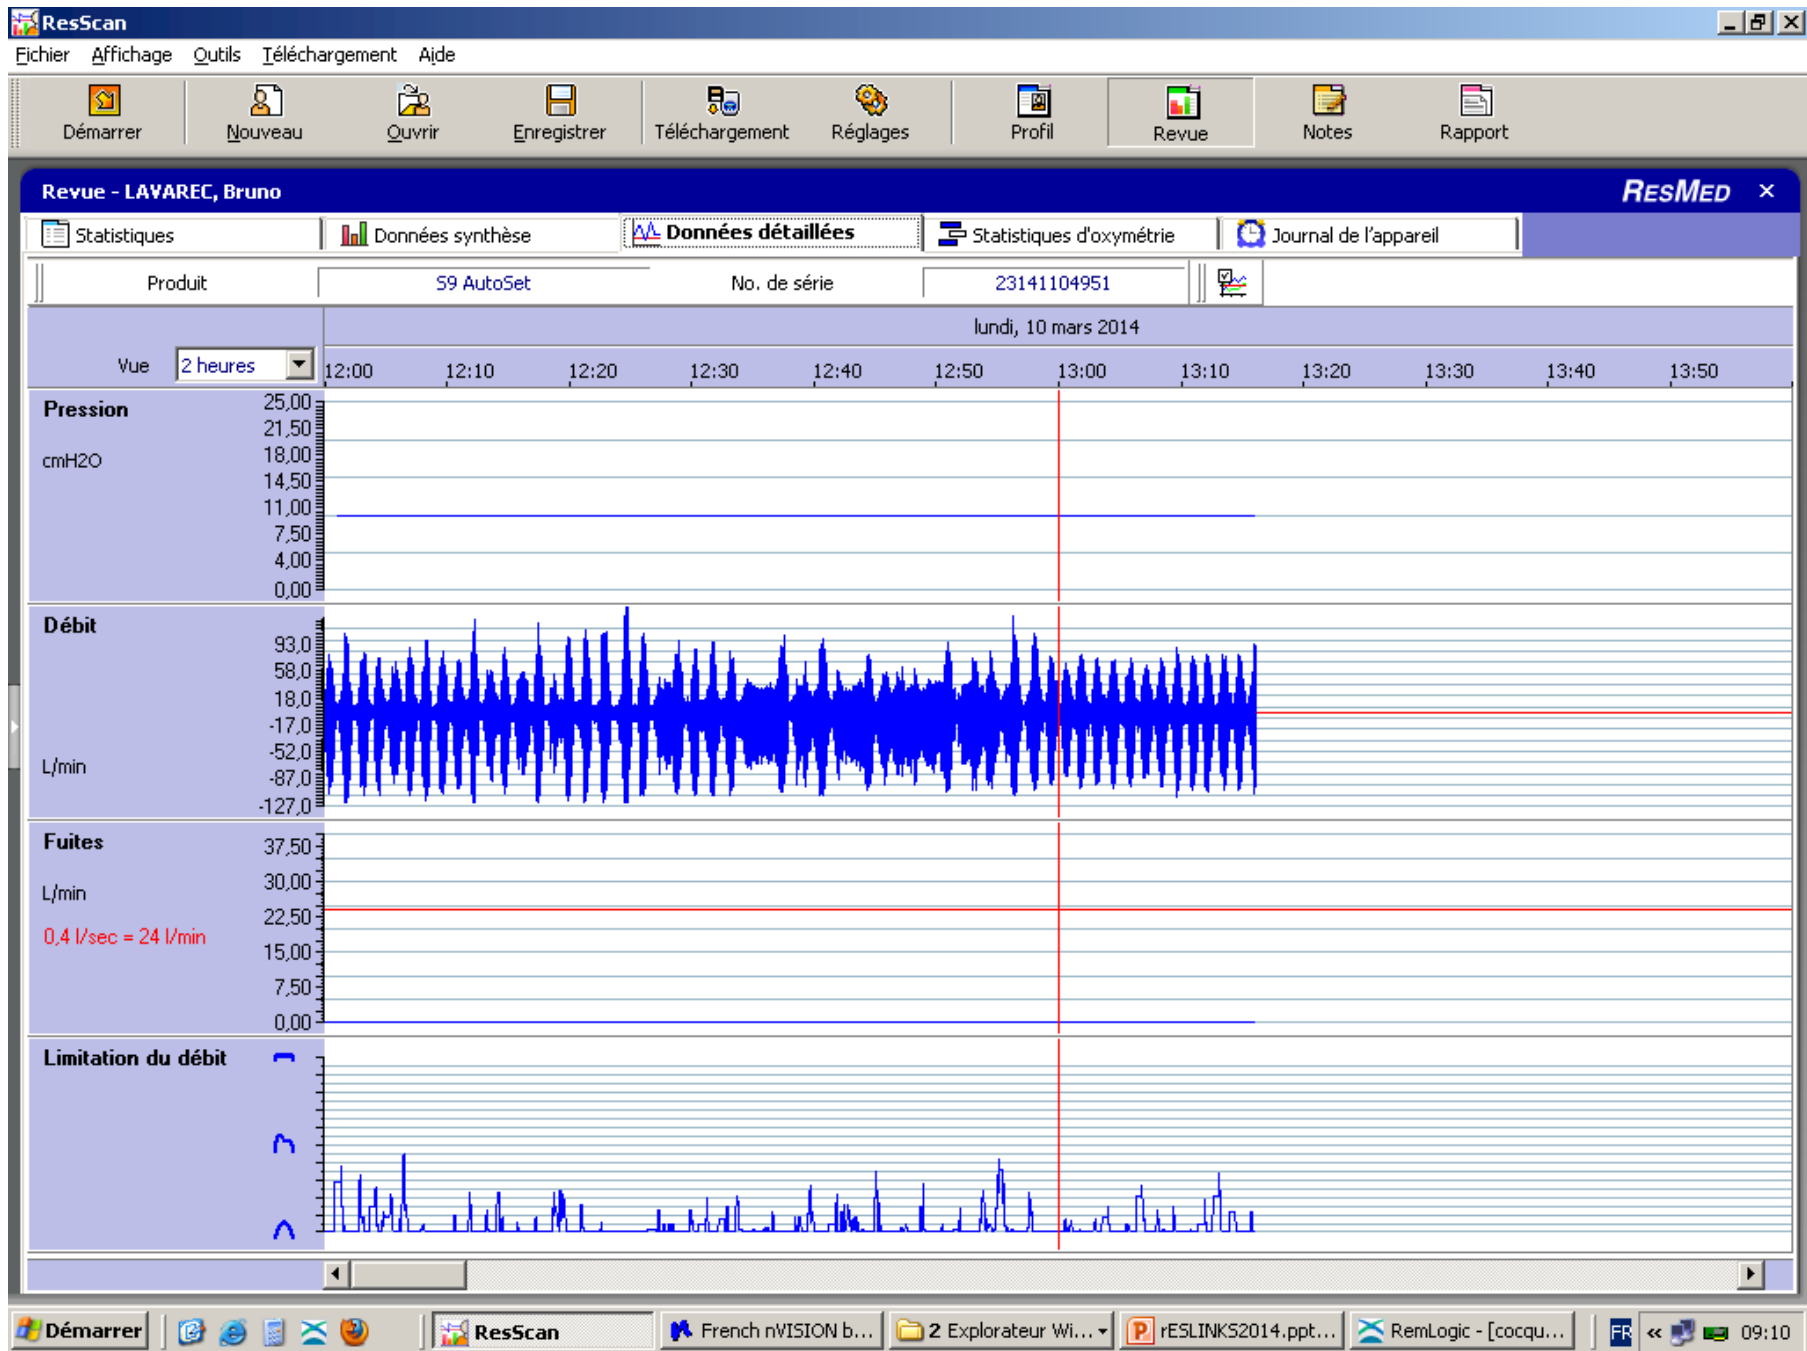 ResScan
Fichier Affichage Outils Téléchargement Aide
Démarrer Nouveau Ouvrir Enregistrer Téléchargement Réglages Profil Revue Notes Rapport
Revue - LAVAREC, Bruno RESMED
Statistiques Données synthèse Données détaillées Statistiques d'oxymétrie Journal de l'appareil
Produit S9 AutoSet No. de série 23141104951
lundi, 10 mars 2014
Vue 2 heures 12:00 12:10 12:20 12:30 12:40 12:50 13:00 13:10 13:20 13:30 13:40 13:50
Pression 25,00
21,50
cmH2O 18,00
14,50
11,00
7,50
4,00
0,00
Débit
93,0
58,0
18,0
-17,0
-52,0
L/min
-87,0
-127,0
Fuites 37,50
L/min 30,00
22,50
0,4 l/sec = 24 l/min
15,00
7,50
0,00
Limitation du débit
Démarrer ResScan French nVISION b... 2 Explorateur Wi... rESLINKS2014.ppt... RemLogic - [cocqu... FR « 09:10